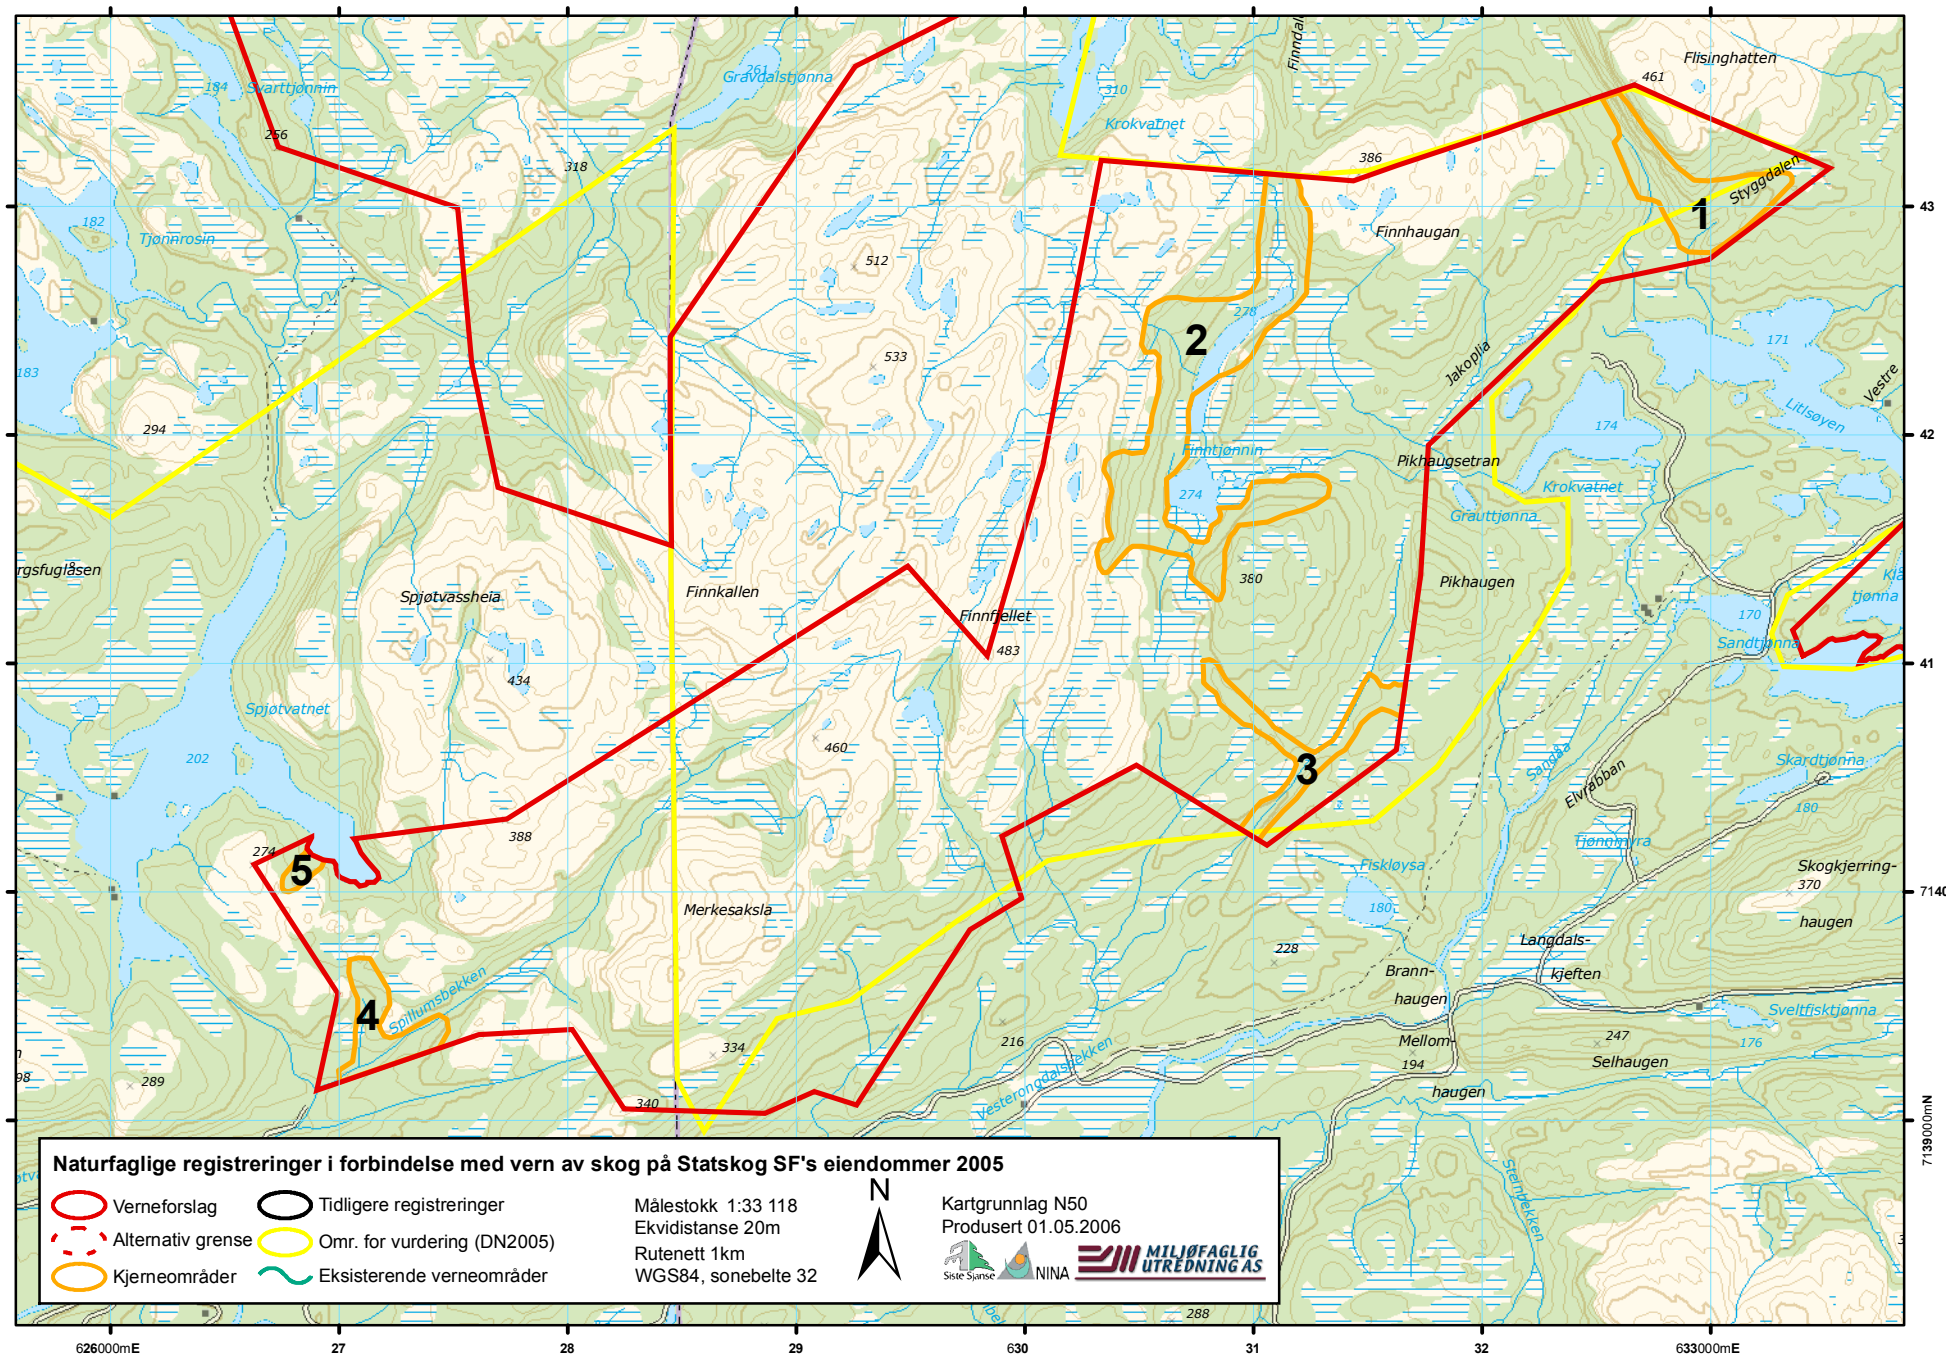 Finndal
Flisinghatten
461
261
Gravdalstjønna
184
Svarttjønnin
310
Krokvatnet
256
318
386
Styggdalen
1
43
182
Tjønnrosin
Finnhaugan
512
278
2
171
183
533
Jakoplia
Vestre
Litlsøyen
294
174
42
Finntjønnin
Pikhaugsetran
Krokvatnet
274
Grauttjønna
rgsfuglåsen
380
Pikhaugen
Spjøtvassheia
Finnkallen
Finnfjellet
tjønna
170
Sandtjønna
483
41
434
Spjøtvatnet
460
202
3
Sangåa
Skardtjønna
Elvrabban
180
388
Tjønnmyra
274
5
Fiskløysa
Skogkjerring-
370
haugen
7140
Merkesaksla
180
228
Langdals-
kjeften
Brann-
haugen
4
Spillumsbekken
Sveltfisktjønna
334
216
247
176
Mellom-
194
Selhaugen
haugen
98
289
Vesterongdalsbekken
340
7139000mN
Steinbekken
288
Naturfaglige registreringer i forbindelse med vern av skog på Statskog SF's eiendommer 2005
Verneforslag
Tidligere registreringer
Alternativ grense
Omr. for vurdering (DN2005)
Kjerneområder
Eksisterende verneområder
Målestokk 1:33 118
Ekvidistanse 20m
Rutenett 1km
WGS84, sonebelte 32
N
Kartgrunnlag N50
Produsert 01.05.2006
Siste Sjanse
NINA
MILJØFAGLIG
UTREDNING AS
626000mE
27
28
29
630
31
32
633000mE